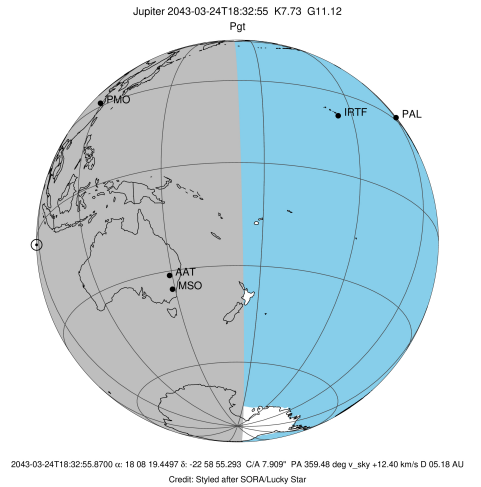 Jupiter 2043-03-24T18:32:55 K7.73 G11.12
Pgt
PMO
IRTF
PAL
AAT
MSO
2043-03-24T18:32:55.8700 α: 18 08 19.4497 δ: -22 58 55.293 C/A 7.909" PA 359.48 deg v_sky +12.40 km/s D 05.18 AU
Credit: Styled after SORA/Lucky Star